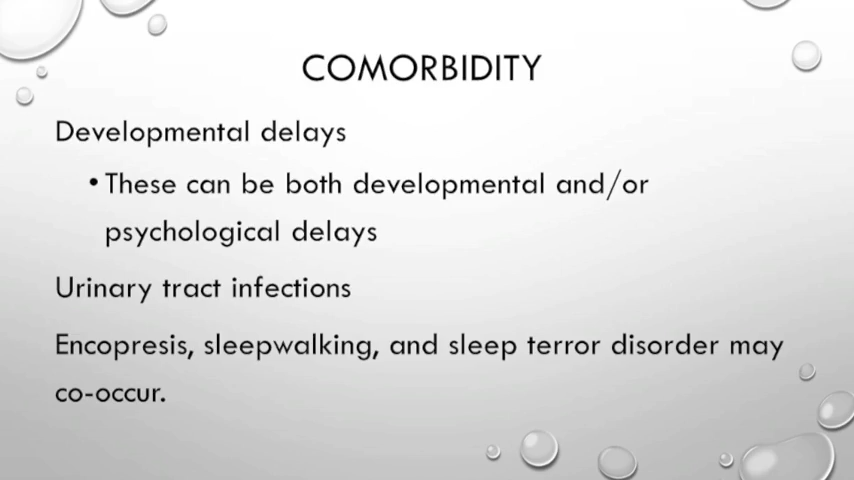 COMORBIDITY
Developmental delays
• These can be both developmental and/or
psychological delays
Urinary tract infections
Encopresis, sleepwalking, and sleep terror disorder may
co-occur.